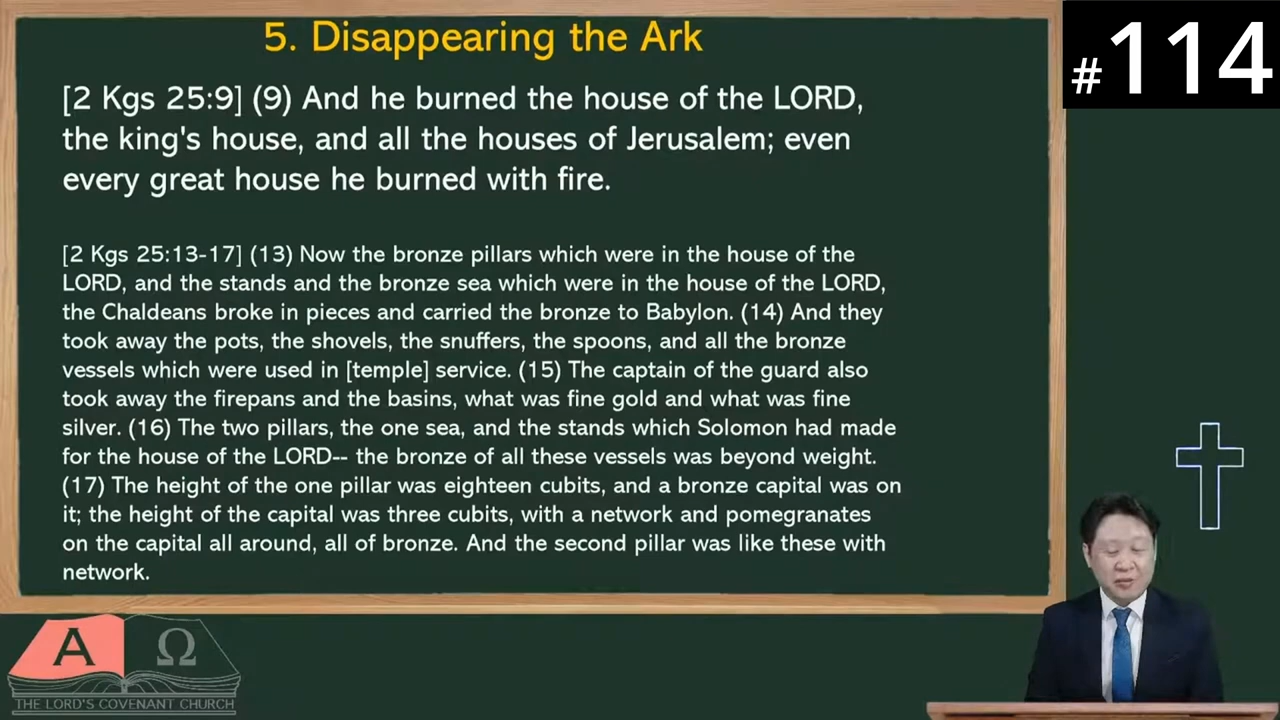 5. Disappearing the Ark
#114
[2 Kgs 25:9] (9) And he burned the house of the LORD,
the king's house, and all the houses of Jerusalem; even
every great house he burned with fire.
[2 Kgs 25:13-17] (13) Now the bronze pillars which were in the house of the
LORD, and the stands and the bronze sea which were in the house of the LORD,
the Chaldeans broke in pieces and carried the bronze to Babylon. (14) And they
took away the pots, the shovels, the snuffers, the spoons, and all the bronze
vessels which were used in [temple] service. (15) The captain of the guard also
took away the firepans and the basins, what was fine gold and what was fine
silver. (16) The two pillars, the one sea, and the stands which Solomon had made
for the house of the LORD-- the bronze of all these vessels was beyond weight.
(17) The height of the one pillar was eighteen cubits, and a bronze capital was on
it; the height of the capital was three cubits, with a network and pomegranates
on the capital all around, all of bronze. And the second pillar was like these with
network.
A Ω
THE LORD'S COVENANT CHURCH